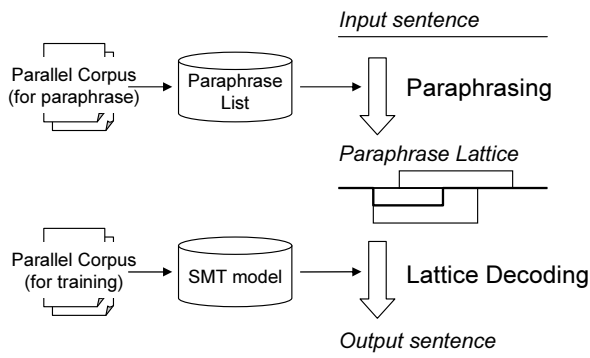 Input sentence
Parallel Corpus
(for paraphrase)
Paraphrase
List
Paraphrasing
Paraphrase Lattice
Parallel Corpus
(for training)
SMT model
Lattice Decoding
Output sentence